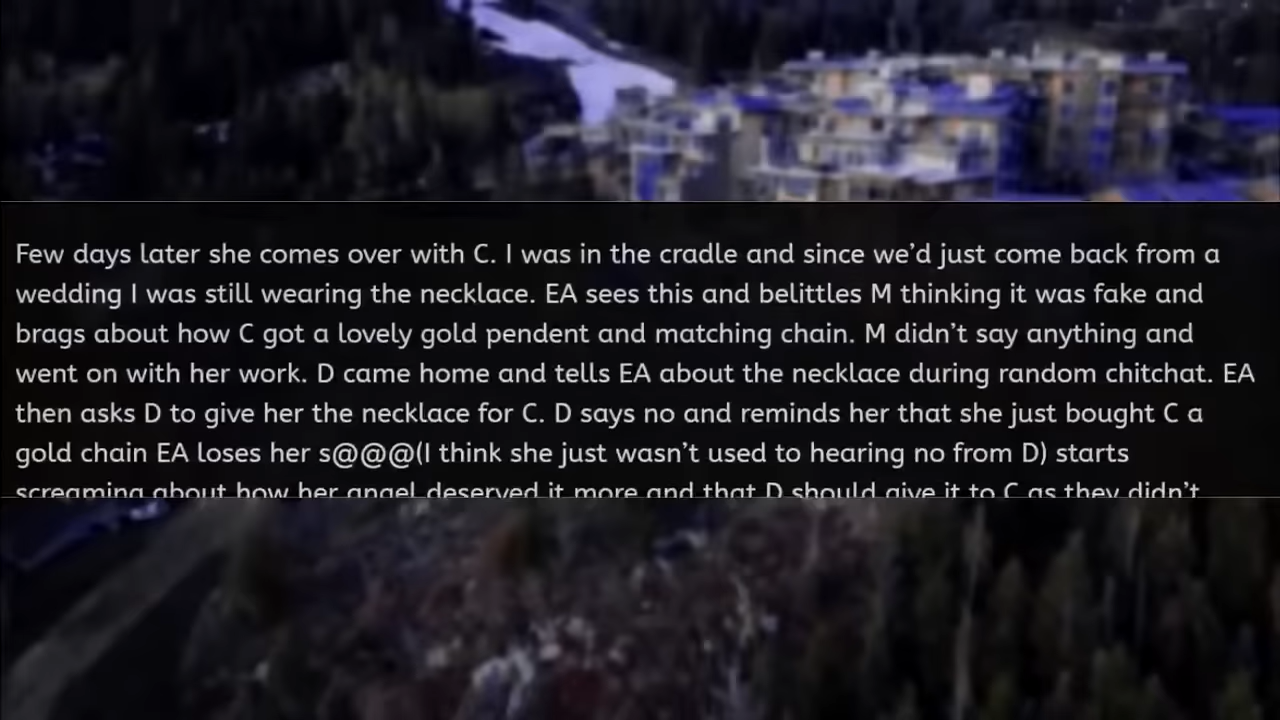 Few days later she comes over with C. I was in the cradle and since we’d just come back from a
wedding I was still wearing the necklace. EA sees this and belittles M thinking it was fake and
brags about how C got a lovely gold pendent and matching chain. M didn’t say anything and
went on with her work. D came home and tells EA about the necklace during random chitchat. EA
then asks D to give her the necklace for C. D says no and reminds her that she just bought C a
gold chain EA loses her s@@@(I think she just wasn’t used to hearing no from D) starts
screaming about how her angel deserved it more and that D should give it to C as they didn’t